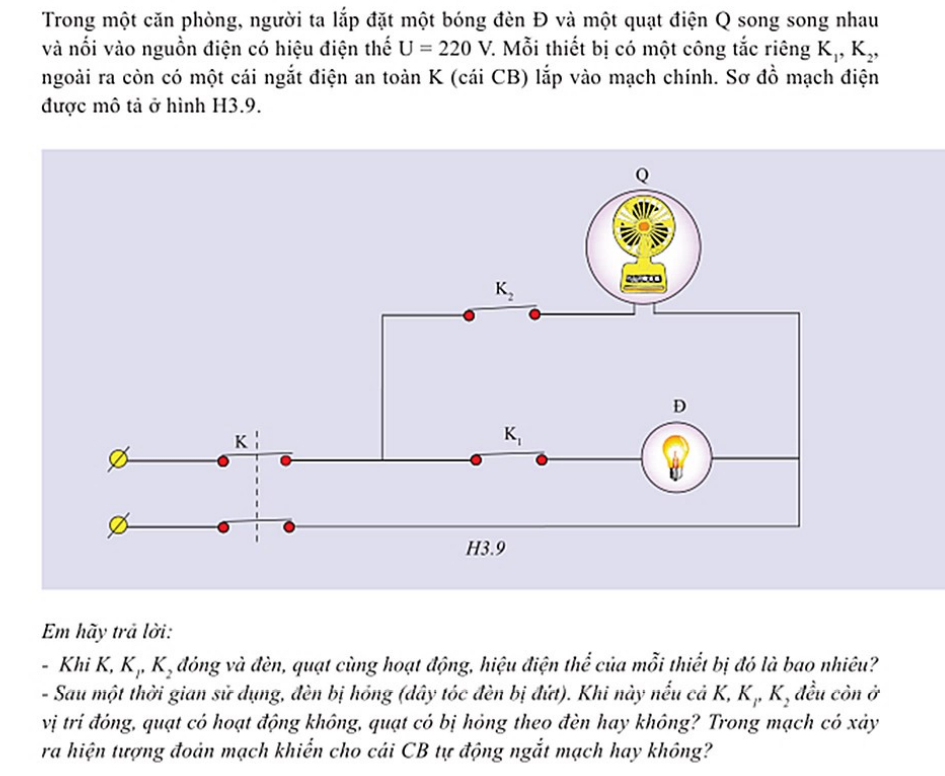 Trong một căn phòng, người ta lắp đặt một bóng đèn Đ và một quạt điện Q song song nhau
và nối vào nguồn điện có hiệu điện thế U = 220 V. Mỗi thiết bị có một công tắc riêng K₁, K₂,
ngoài ra còn có một cái ngắt điện an toàn K (cái CB) lắp vào mạch chính. Sơ đồ mạch điện
được mô tả ở hình H3.9.
Q
K₂
Đ
K
K₁
H3.9
Em hãy trả lời:
- Khi K, K₁, K₂ đóng và đèn, quạt cùng hoạt động, hiệu điện thế của mỗi thiết bị đó là bao nhiêu?
- Sau một thời gian sử dụng, đèn bị hỏng (dây tóc đèn bị đứt). Khi này nếu cả K, K₁, K₂ đều còn ở
vị trí đóng, quạt có hoạt động không, quạt có bị hỏng theo đèn hay không? Trong mạch có xảy
ra hiện tượng đoản mạch khiến cho cái CB tự động ngắt mạch hay không?